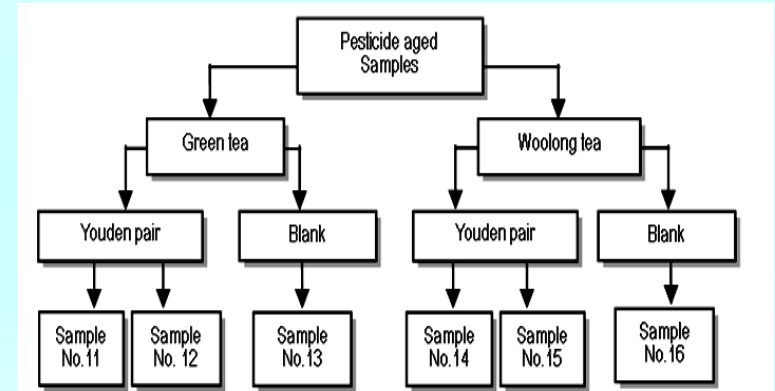 Pesticide aged
Samples
Green tea
Woolong tea
Youden pair
Blank
Youden pair
Blank
Sample
No.11
Sample
No. 12
Sample
No.13
Sample
No.14
Sample
No.15
Sample
No.16